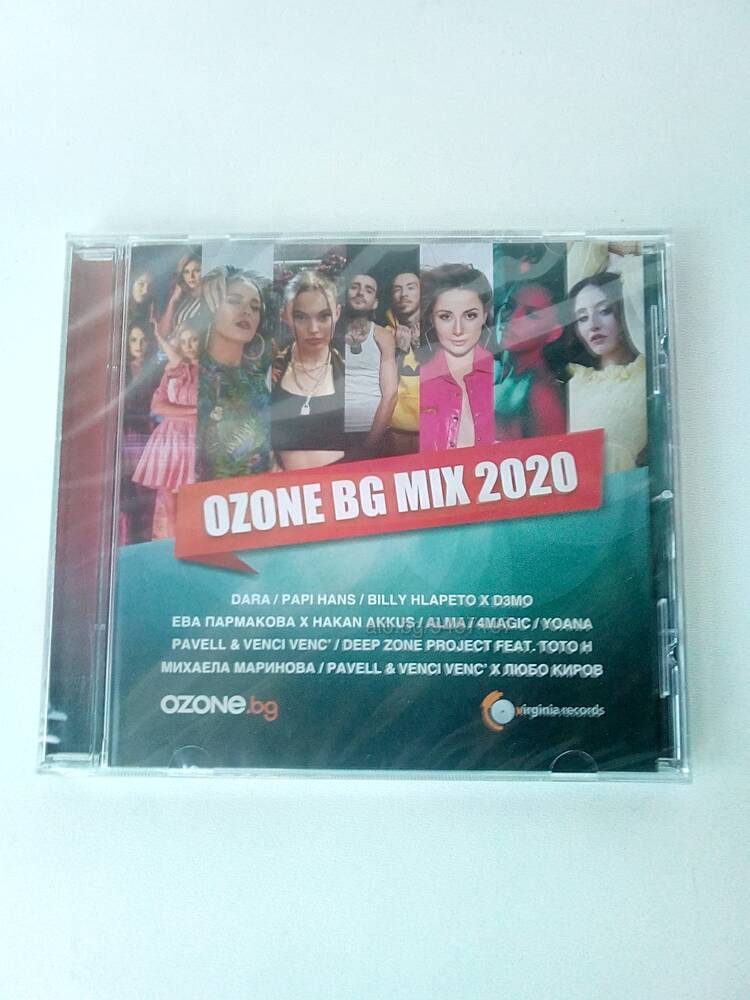 OZONE BG MIX 2020
DARA / PAPI HANS / BILLY HLAPETO X D3MO
ЕВА ПАРМАКОВА X HAKAN AKKUS / ALMA / 4MAGIC / YOANA
PAVELL & VENCI VENC' / DEEP ZONE PROJECT FEAT. ТОТО Н
МИХАЕЛА МАРИНОВА / PAVELL & VENCI VENC' X ЛЮБО КИРОВ
OZONE.bg
virginia records